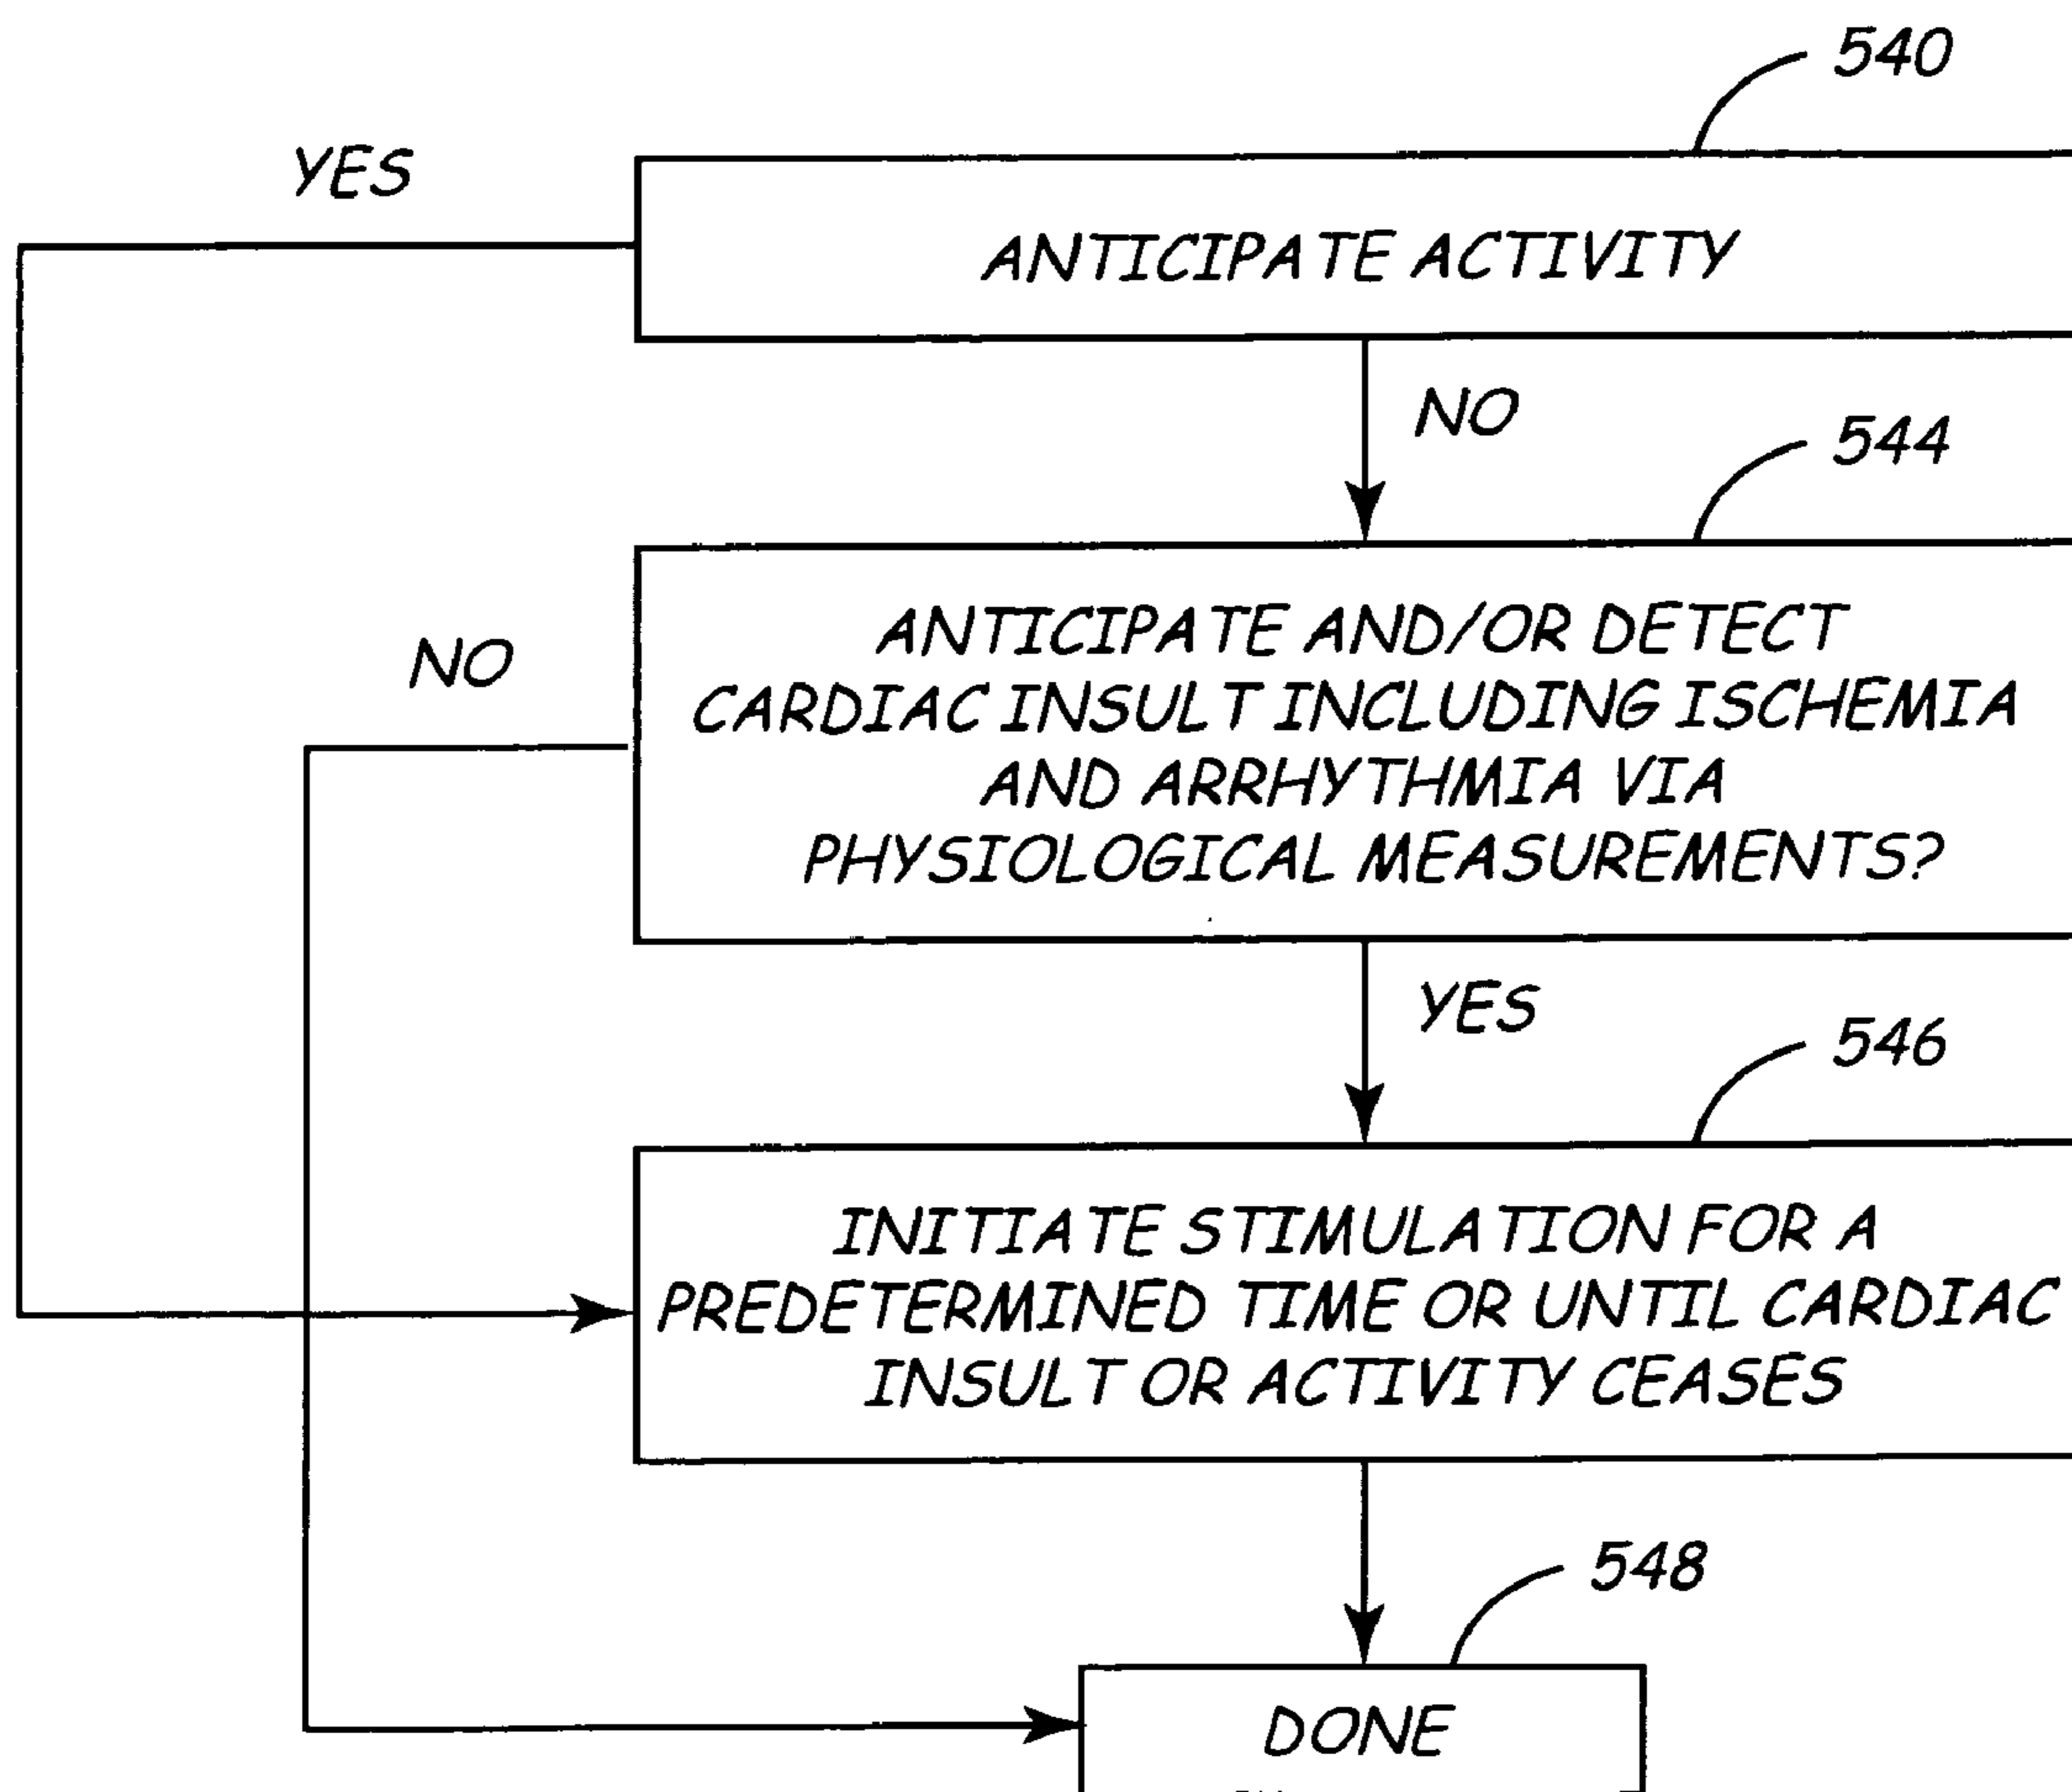 540
YES
ANTICIPATE ACTIVITY
NO
544
ANTICIPATE AND/OR DETECT
CARDIAC INSULT INCLUDING ISCHEMIA
AND ARRHYTHMIA VIA
PHYSIOLOGICAL MEASUREMENTS?
NO
YES
546
INITIATE STIMULATION FOR A
PREDETERMINED TIME OR UNTIL CARDIAC
INSULT OR ACTIVITY CEASES
548
DONE